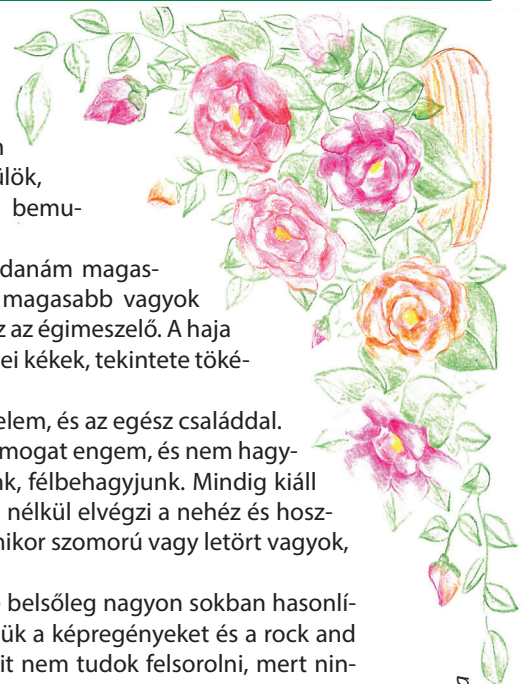 ülök,
bemu-
danám magas-
magasabb vagyok
z az égimeszelő. A haja
ei kékek, tekintete töké-
elem, és az egész családdal.
mogat engem, és nem hagy-
nk, félbehagyjunk. Mindig kiáll
nélkül elvégzi a nehéz és hosz-
nikor szomorú vagy letört vagyok,
belsőleg nagyon sokban hasonlí-
ük a képregényeket és a rock and
it nem tudok felsorolni, mert nin-